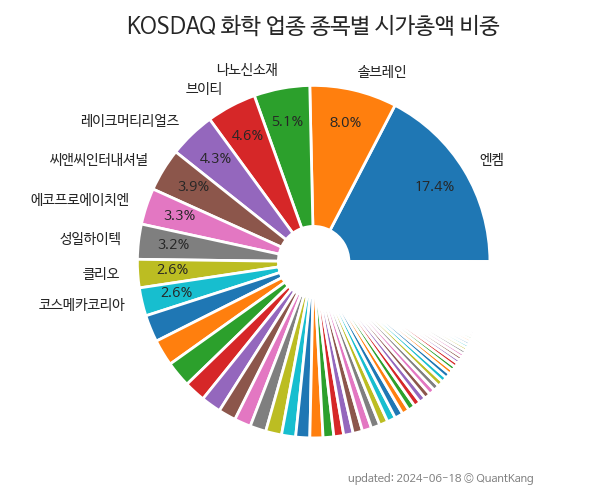 KOSDAQ 화학 업종 종목별 시가총액 비중
엔켐
17.4%
솔브레인
8.0%
나노신소재
5.1%
브이티
4.6%
레이크머티리얼즈
4.3%
씨앤씨인터내셔널
3.9%
에코프로에이치엔
3.3%
성일하이텍
3.2%
클리오
2.6%
코스메카코리아
2.6%
updated: 2024-06-18 © QuantKang